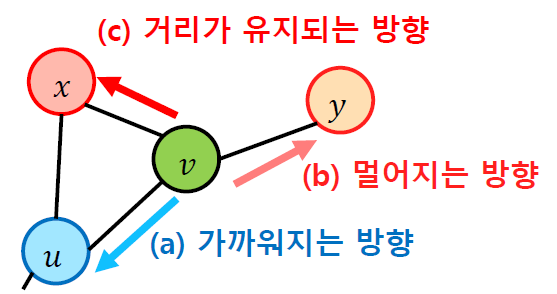 (c) 거리가 유지되는 방향
x
y
v
(b) 멀어지는 방향
u
(a) 가까워지는 방향